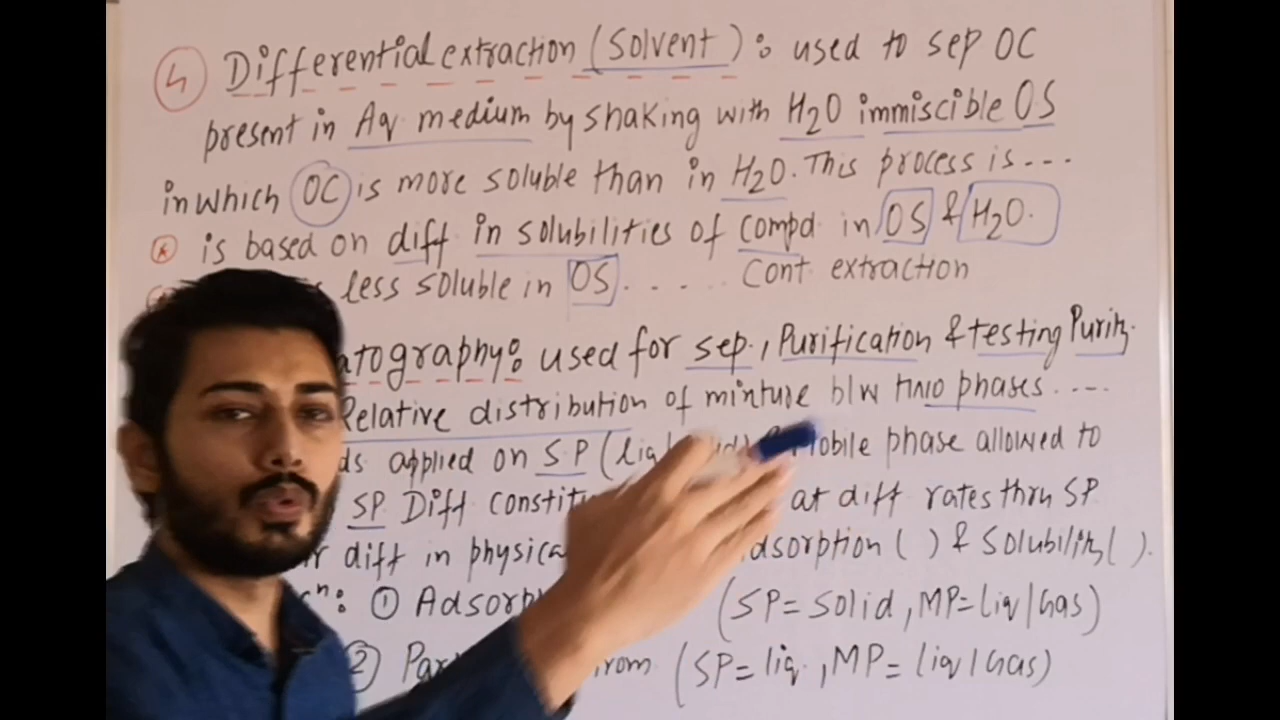 4 Differential extraction (Solvent): used to sep OC
present in Aq medium by shaking with H2O immiscible OS
in which OC is more soluble than in H2O. This process is...
is based on diff in solubilities of compd in OS & H2O.
less soluble in OS ..... Cont extraction
atography: used for sep., Purification & testing Purity.
Relative distribution of mixture b/w two phases....
ds applied on SP (liq & Mobile phase allowed to
SP Diff constitu at diff rates thru SP
diff in physica dsorption ( ) & Solubility ( ).
n: ① Adsorp (SP = Solid, MP = Liq/Gas)
② Par rom (SP = liq, MP = liq/Gas)